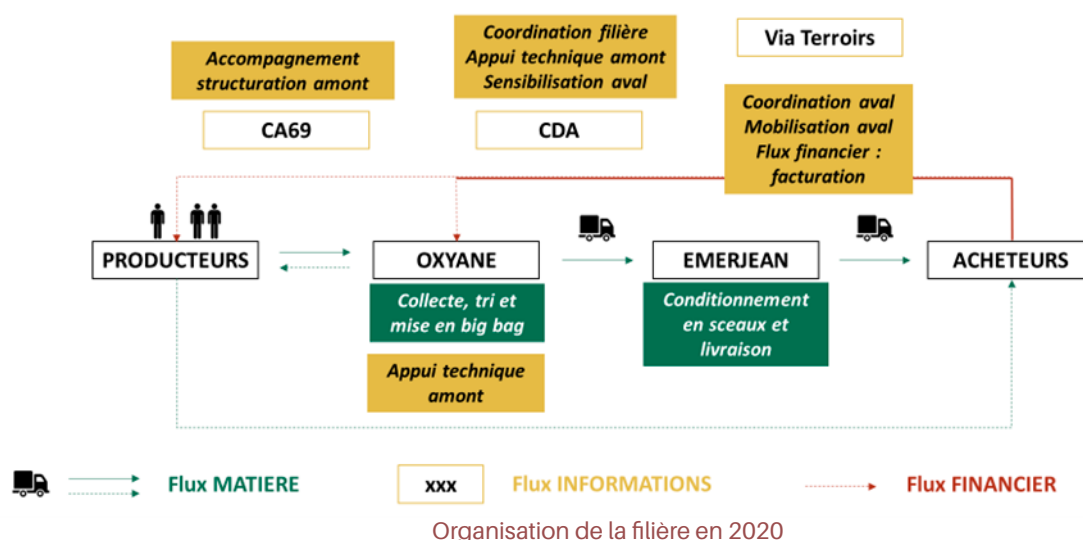 Accompagnement
structuration amont
CA69
Coordination filière
Appui technique amont
Sensibilisation aval
CDA
Via Terroirs
Coordination aval
Mobilisation aval
Flux financier :
facturation
PRODUCTEURS
OXYANE
EMERJEAN
ACHETEURS
Collecte, tri et
mise en big bag
Appui technique
amont
Conditionnement
en sceaux et
livraison
Flux MATIERE
xxx
Flux INFORMATIONS
Flux FINANCIER
Organisation de la filière en 2020